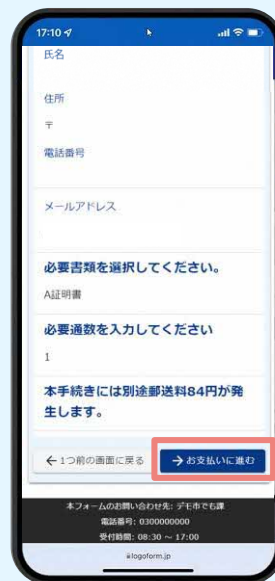 17:10
氏名
住所
〒
電話番号
メールアドレス
必要書類を選択してください。
A証明書
必要通数を入力してください
1
本手続きには別途郵送料84円が発
生します。
←1つ前の画面に戻る
→お支払いに進む
本フォームのお問い合わせ先: デモ市でも課
電話番号: 0300000000
受付時間: 08:30 ～ 17:00
logoform.jp